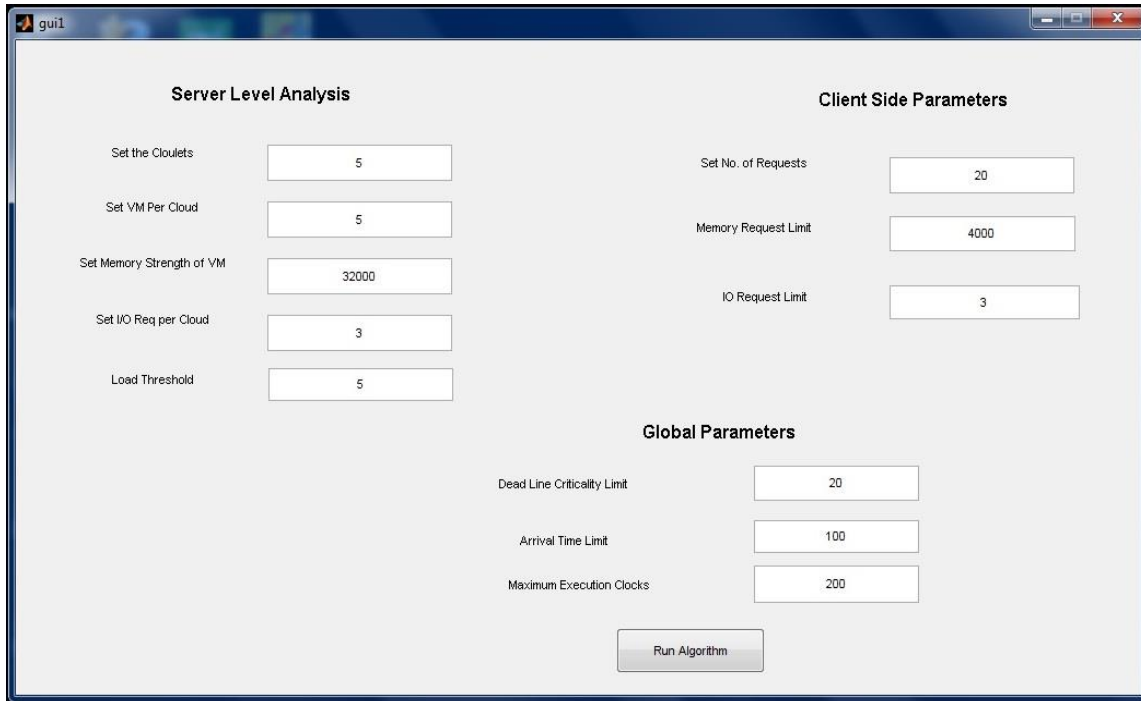 gui1
Server Level Analysis
Set the Cloulets
5
Set VM Per Cloud
5
Set Memory Strength of VM
32000
Set I/O Req per Cloud
3
Load Threshold
5
Client Side Parameters
Set No. of Requests
20
Memory Request Limit
4000
IO Request Limit
3
Global Parameters
Dead Line Criticality Limit
20
Arrival Time Limit
100
Maximum Execution Clocks
200
Run Algorithm